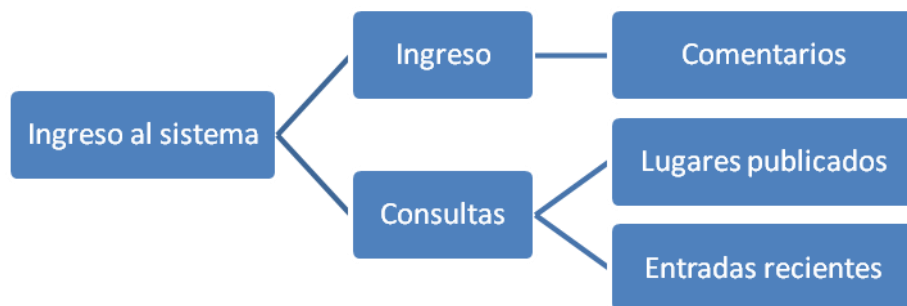 Ingreso al sistema
Ingreso
Comentarios
Consultas
Lugares publicados
Entradas recientes